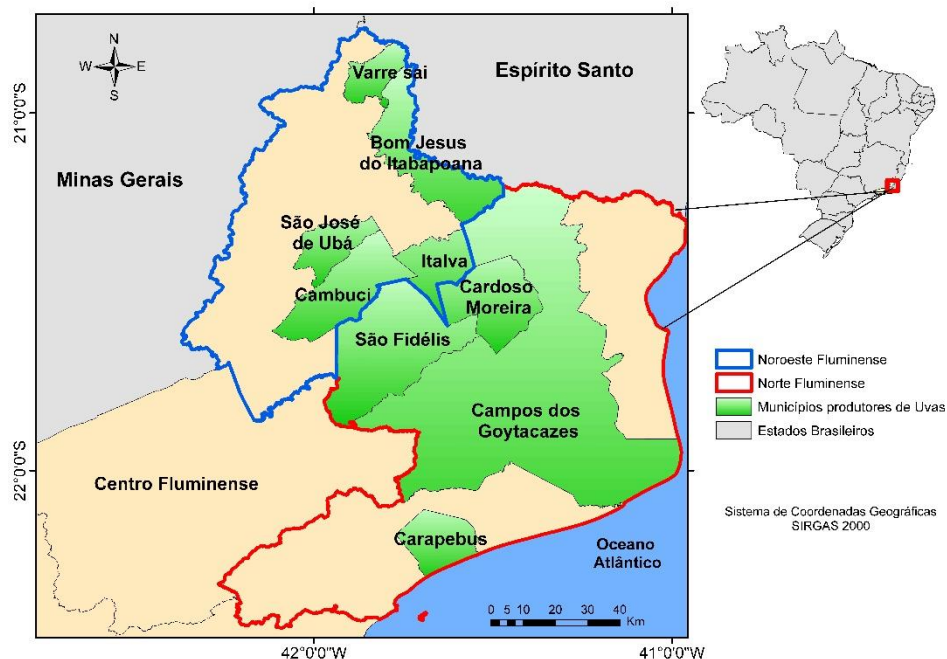 N
W E
S
Varre sai
Espírito Santo
21°0'0"S
Bom Jesus
do Itabapoana
Minas Gerais
São José
de Ubá
Italva
Cambuci
Cardoso
Moreira
São Fidélis
Campos dos
Goytacazes
22°0'0"S
Centro Fluminense
Carapebus
Oceano
Atlântico
0 5 10 20 30 40
Km
42°0'0"W
41°0'0"W
Noroeste Fluminense
Norte Fluminense
Municípios produtores de Uvas
Estados Brasileiros
Sistema de Coordenadas Geográficas
SIRGAS 2000